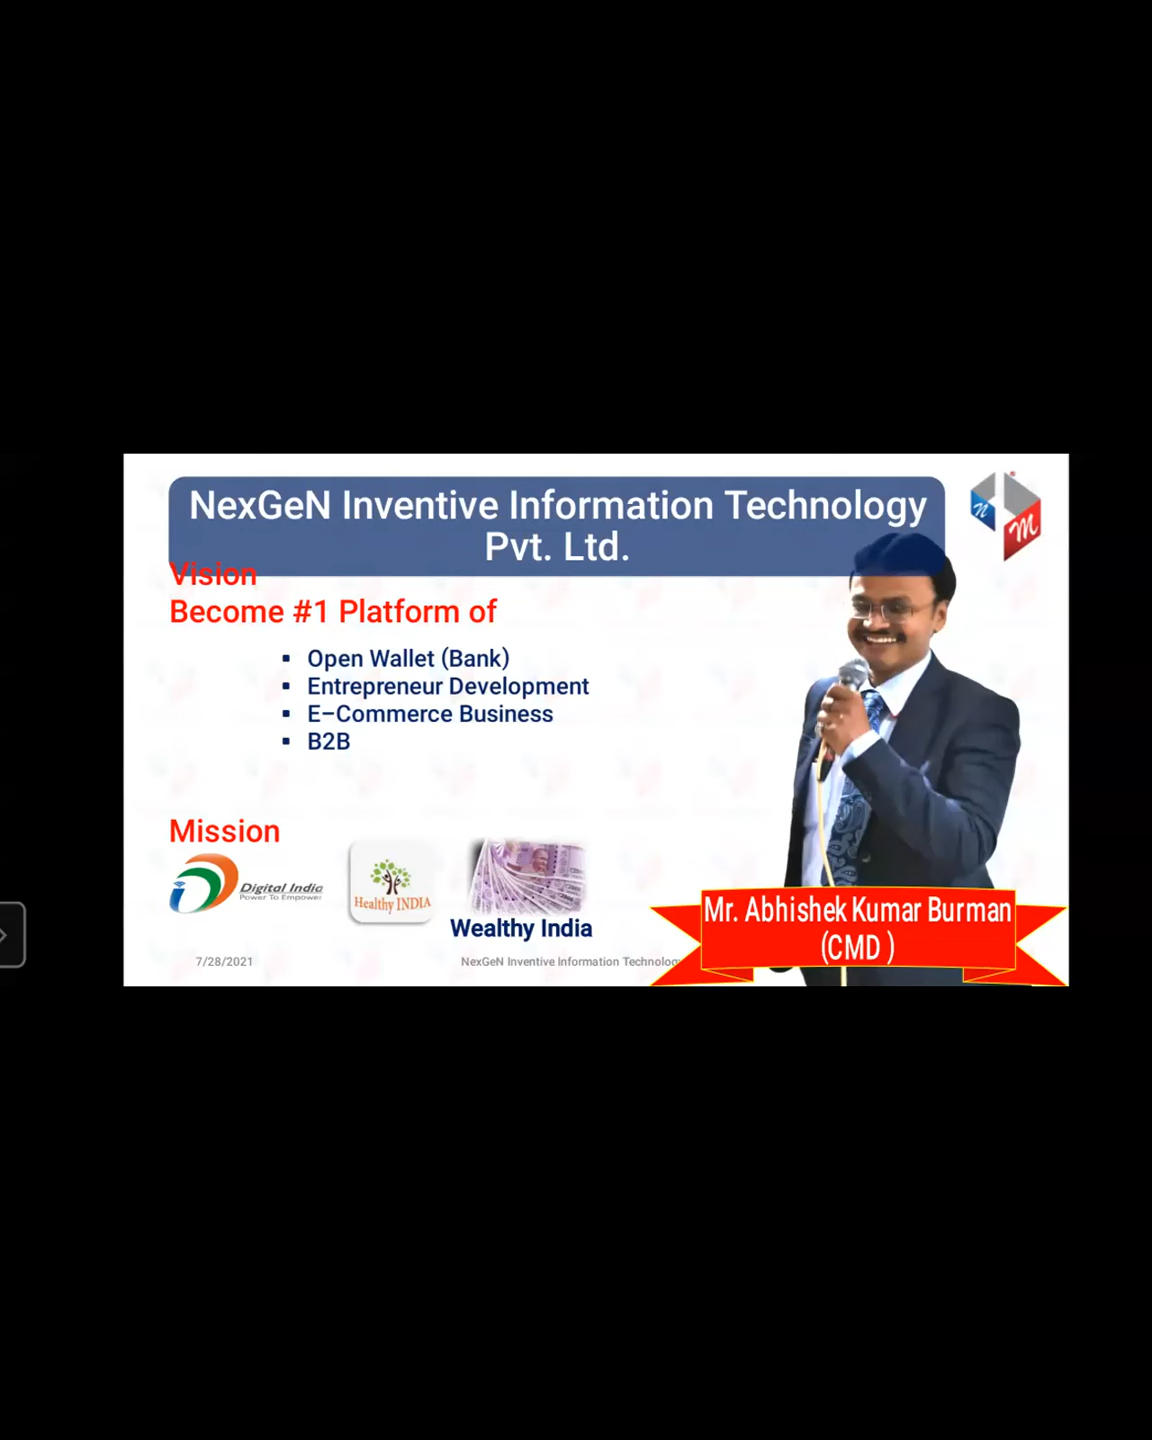 NexGeN Inventive Information Technology
Pvt. Ltd.
n
m
Vision
Become #1 Platform of
▪ Open Wallet (Bank)
▪ Entrepreneur Development
▪ E–Commerce Business
▪ B2B
Mission
Digital India
Power To Empower
Healthy INDIA
Wealthy India
Mr. Abhishek Kumar Burman
(CMD )
7/28/2021
NexGeN Inventive Information